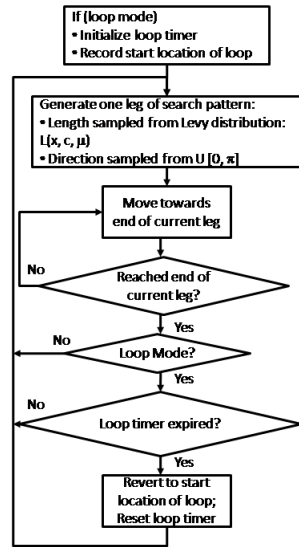 If (loop mode)
• Initialize loop timer
• Record start location of loop
Generate one leg of search pattern:
• Length sampled from Levy distribution:
L(x, c, μ)
• Direction sampled from U [0, π]
Move towards
end of current leg
No
Reached end of
current leg?
Yes
No
Loop Mode?
Yes
No
Loop timer expired?
Yes
Revert to start
location of loop;
Reset loop timer